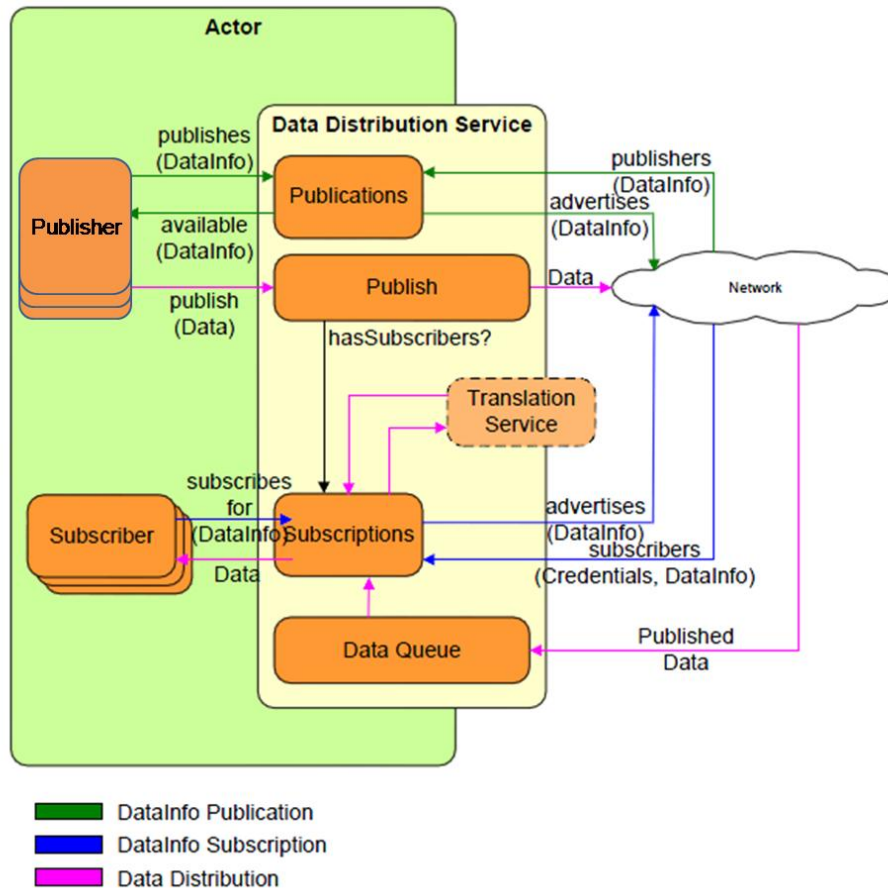 Actor
Data Distribution Service
publishes
(DataInfo)
Publications
publishers
(DataInfo)
Publisher
available
(DataInfo)
advertises
(DataInfo)
publish
(Data)
Publish
Data
Network
hasSubscribers?
Translation
Service
subscribes
for
(DataInfo)
Subscriber
Subscriptions
Data
advertises
(DataInfo)
subscribers
(Credentials, DataInfo)
Data Queue
Published
Data
DataInfo Publication
DataInfo Subscription
Data Distribution